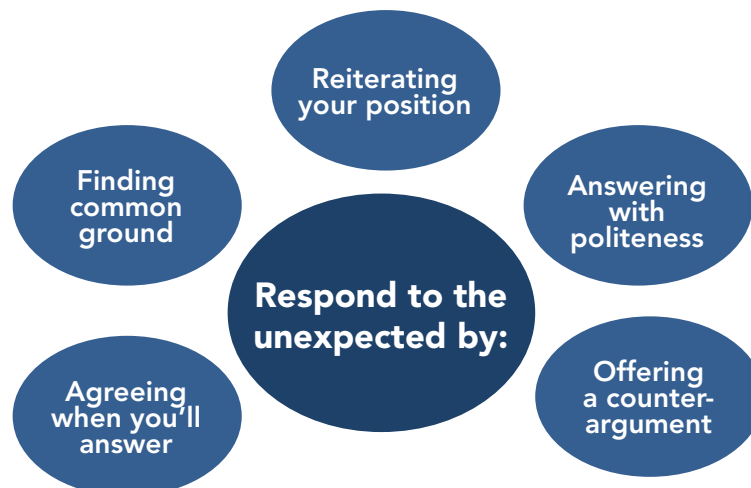 Reiterating
your position
Finding
common
ground
Answering
with
politeness
Respond to the
unexpected by:
Agreeing
when you'll
answer
Offering
a counter-
argument